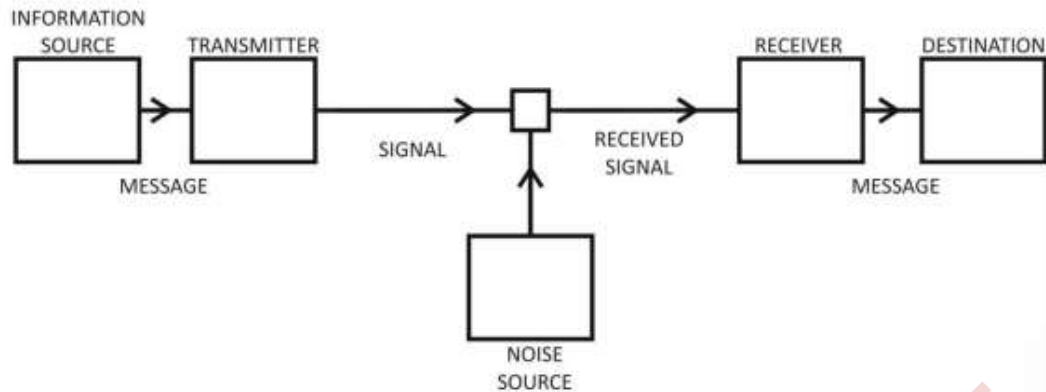 INFORMATION
SOURCE
TRANSMITTER
RECEIVER
DESTINATION
SIGNAL
RECEIVED
SIGNAL
MESSAGE
MESSAGE
NOISE
SOURCE